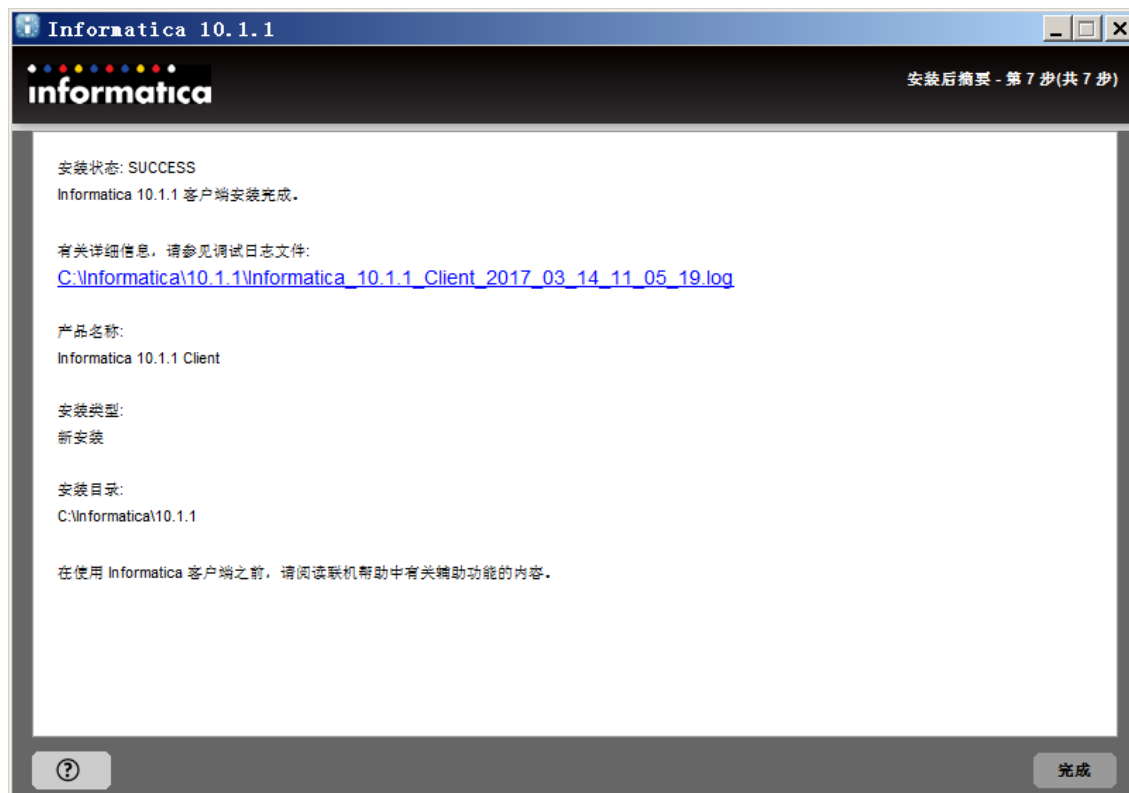 Informatica 10.1.1
informatica
安装后摘要 - 第 7 步(共 7 步)
安装状态: SUCCESS
Informatica 10.1.1 客户端安装完成。
有关详细信息，请参见调试日志文件:
C:\Informatica\10.1.1\Informatica_10.1.1_Client_2017_03_14_11_05_19.log
产品名称:
Informatica 10.1.1 Client
安装类型:
新安装
安装目录:
C:\Informatica\10.1.1
在使用 Informatica 客户端之前，请阅读联机帮助中有关辅助功能的内容。
?
完成